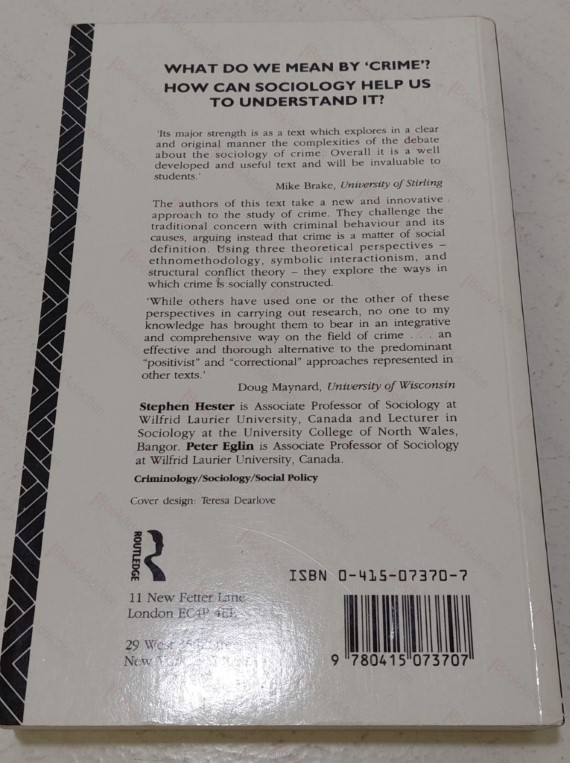 WHAT DO WE MEAN BY ‘CRIME’?
HOW CAN SOCIOLOGY HELP US
TO UNDERSTAND IT?
‘Its major strength is as a text which explores in a clear
and original manner the complexities of the debate
about the sociology of crime. Overall it is a well
developed and useful text and will be invaluable to
students.’
Mike Brake, University of Stirling
The authors of this text take a new and innovative
approach to the study of crime. They challenge the
traditional concern with criminal behaviour and its
causes, arguing instead that crime is a matter of social
definition. Using three theoretical perspectives –
ethnomethodology, symbolic interactionism, and
structural conflict theory – they explore the ways in
which crime is socially constructed.
‘While others have used one or the other of these
perspectives in carrying out research, no one to my
knowledge has brought them to bear in an integrative
and comprehensive way on the field of crime . . . an
effective and thorough alternative to the predominant
“positivist” and “correctional” approaches represented in
other texts.’
Doug Maynard, University of Wisconsin
Stephen Hester is Associate Professor of Sociology at
Wilfrid Laurier University, Canada and Lecturer in
Sociology at the University College of North Wales,
Bangor. Peter Eglin is Associate Professor of Sociology
at Wilfrid Laurier University, Canada.
Criminology/Sociology/Social Policy
Cover design: Teresa Dearlove
ROUTLEDGE
11 New Fetter Lane
London EC4P 4EE
29 West
New
ISBN 0-415-07370-7
9 780415 073707